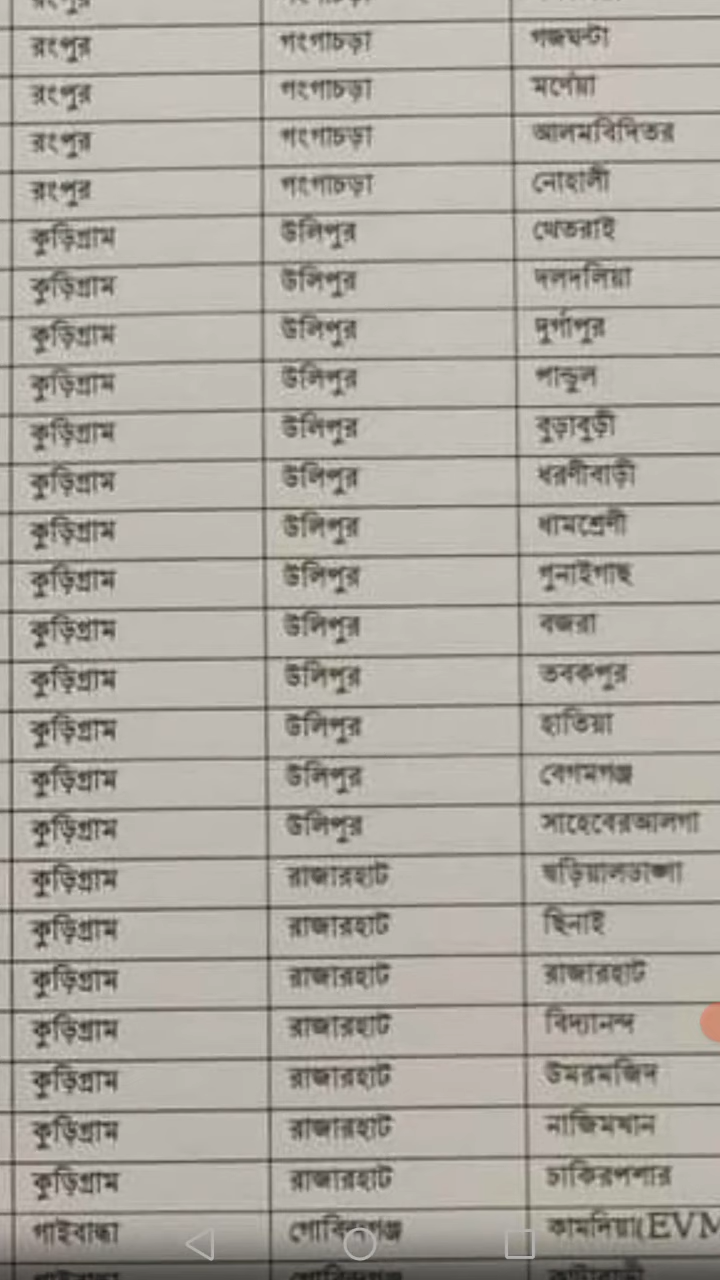 রংপুর গংগাচড়া গজঘন্টা
রংপুর গংগাচড়া মর্ণেয়া
রংপুর গংগাচড়া আলমবিদিতর
রংপুর গংগাচড়া নোহালী
কুড়িগ্রাম উলিপুর থেতরাই
কুড়িগ্রাম উলিপুর দলদলিয়া
কুড়িগ্রাম উলিপুর দুর্গাপুর
কুড়িগ্রাম উলিপুর পান্ডুল
কুড়িগ্রাম উলিপুর বুড়াবুড়ী
কুড়িগ্রাম উলিপুর ধরণীবাড়ী
কুড়িগ্রাম উলিপুর ধামশ্রেণী
কুড়িগ্রাম উলিপুর গুনাইগাছ
কুড়িগ্রাম উলিপুর বজরা
কুড়িগ্রাম উলিপুর তবকপুর
কুড়িগ্রাম উলিপুর হাতিয়া
কুড়িগ্রাম উলিপুর বেগমগঞ্জ
কুড়িগ্রাম উলিপুর সাহেবেরআলগা
কুড়িগ্রাম রাজারহাট ঘড়িয়ালডাঙ্গা
কুড়িগ্রাম রাজারহাট ছিনাই
কুড়িগ্রাম রাজারহাট রাজারহাট
কুড়িগ্রাম রাজারহাট বিদ্যানন্দ
কুড়িগ্রাম রাজারহাট উমরমজিদ
কুড়িগ্রাম রাজারহাট নাজিমখান
কুড়িগ্রাম রাজারহাট চাকিরপশার
গাইবান্ধা গোবিন্দগঞ্জ কামদিয়া(EVM